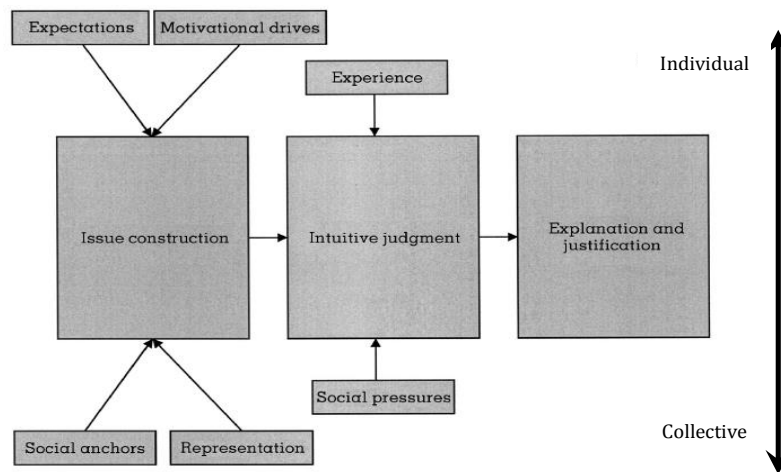 Expectations
Motivational drives
Individual
Experience
Issue construction
Intuitive judgment
Explanation and
justification
Social pressures
Social anchors
Representation
Collective